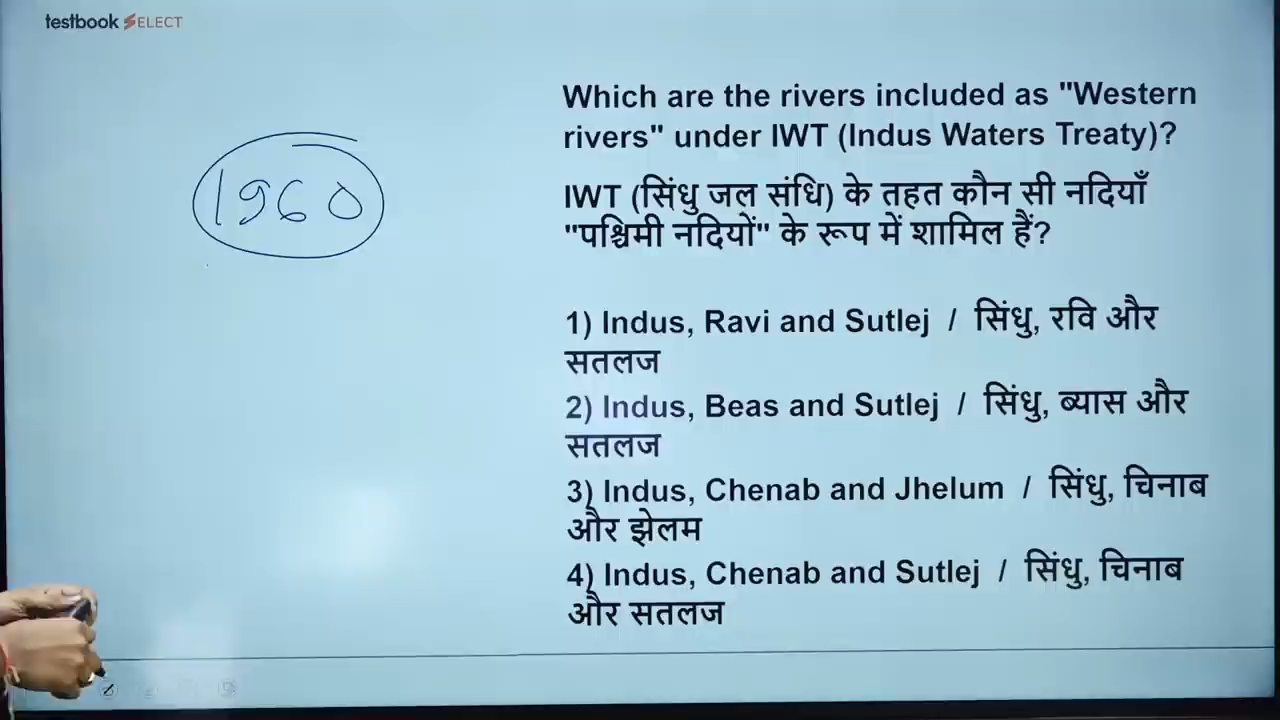 testbook SELECT
1960
Which are the rivers included as "Western
rivers" under IWT (Indus Waters Treaty)?
IWT (सिंधु जल संधि) के तहत कौन सी नदियाँ
"पश्चिमी नदियों" के रूप में शामिल हैं?
1) Indus, Ravi and Sutlej / सिंधु, रवि और
सतलज
2) Indus, Beas and Sutlej / सिंधु, ब्यास और
सतलज
3) Indus, Chenab and Jhelum / सिंधु, चिनाब
और झेलम
4) Indus, Chenab and Sutlej / सिंधु, चिनाब
और सतलज